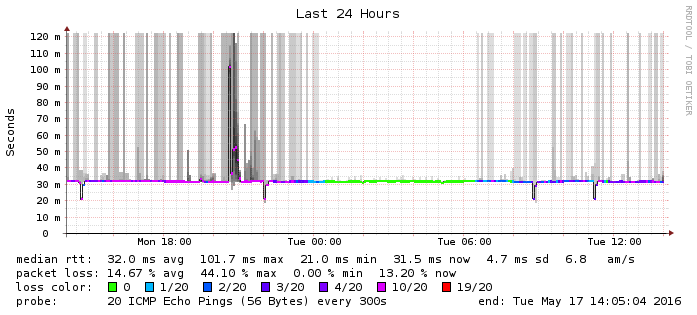 Last 24 Hours
RRDTOOL / TOBI OETIKER
Seconds
120 m
110 m
100 m
90 m
80 m
70 m
60 m
50 m
40 m
30 m
20 m
10 m
0
Mon 18:00 Tue 00:00 Tue 06:00 Tue 12:00
median rtt: 32.0 ms avg 101.7 ms max 21.0 ms min 31.5 ms now 4.7 ms sd 6.8 am/s
packet loss: 14.67 % avg 44.10 % max 0.00 % min 13.20 % now
loss color: 0 1/20 2/20 3/20 4/20 10/20 19/20
probe: 20 ICMP Echo Pings (56 Bytes) every 300s end: Tue May 17 14:05:04 2016